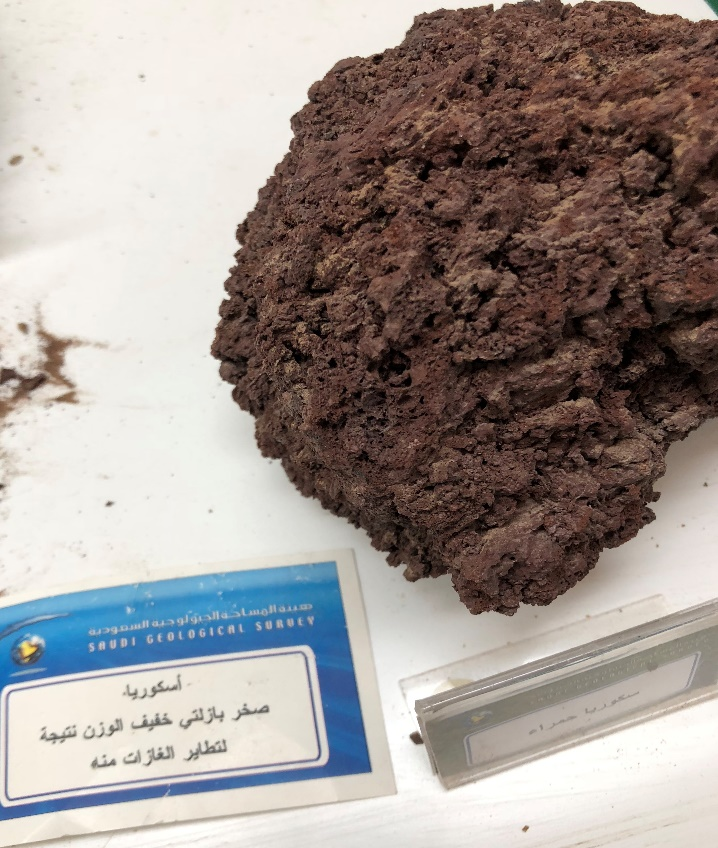 هيئة المساحة الجيولوجية السعودية
SAUDI GEOLOGICAL SURVEY
أسكوريا-
صخر بازلتي خفيف الوزن نتيجة
لتطاير الغازات منه
سكوريا حمراء